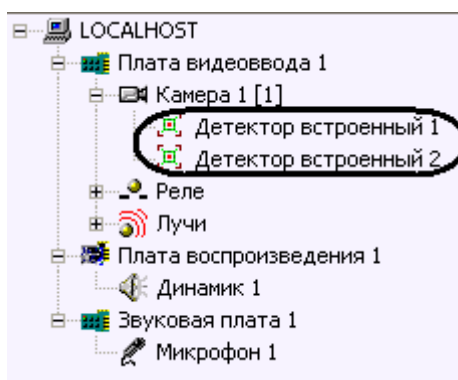 LOCALHOST
Плата видеоввода 1
Камера 1 [1]
Детектор встроенный 1
Детектор встроенный 2
Реле
Лучи
Плата воспроизведения 1
Динамик 1
Звуковая плата 1
Микрофон 1